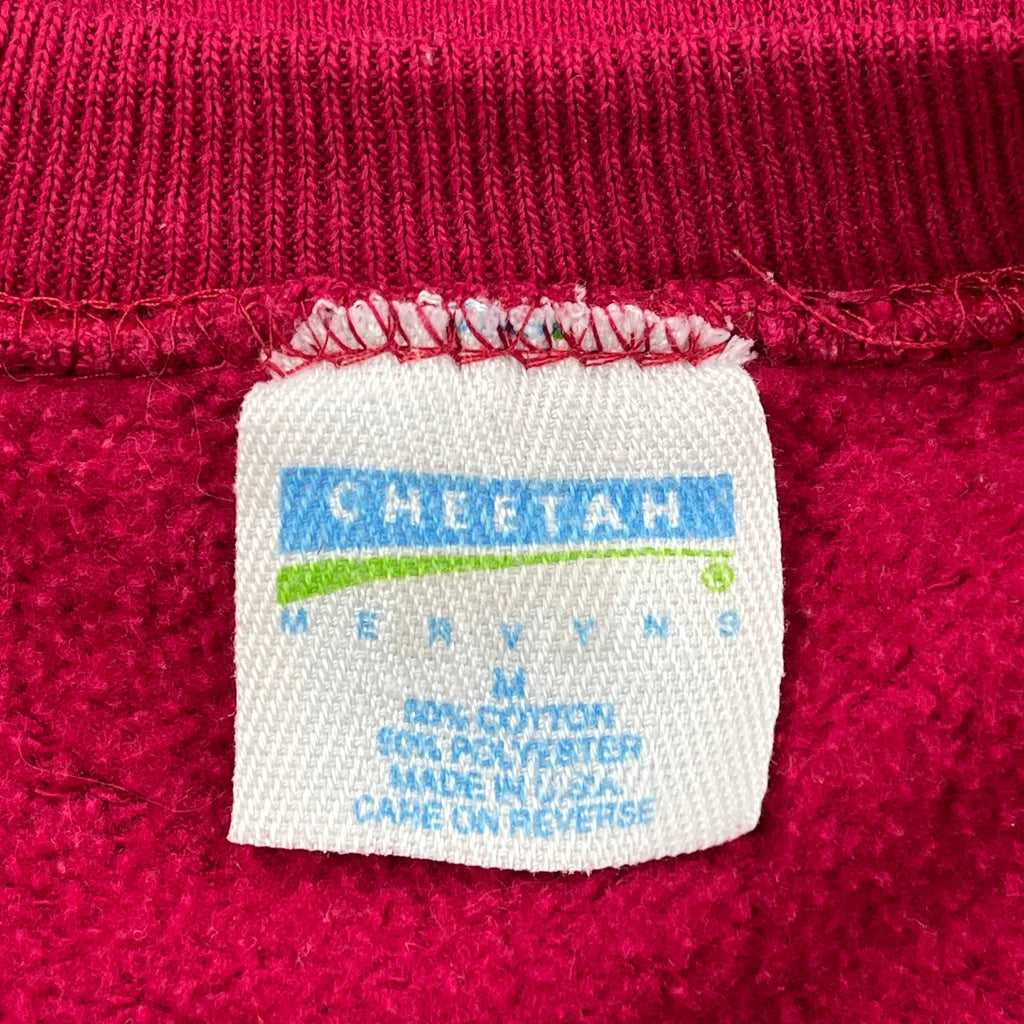 CHEETAH
®
MERVYNS
M
50% COTTON
50% POLYESTER
MADE IN U.S.A.
CARE ON REVERSE